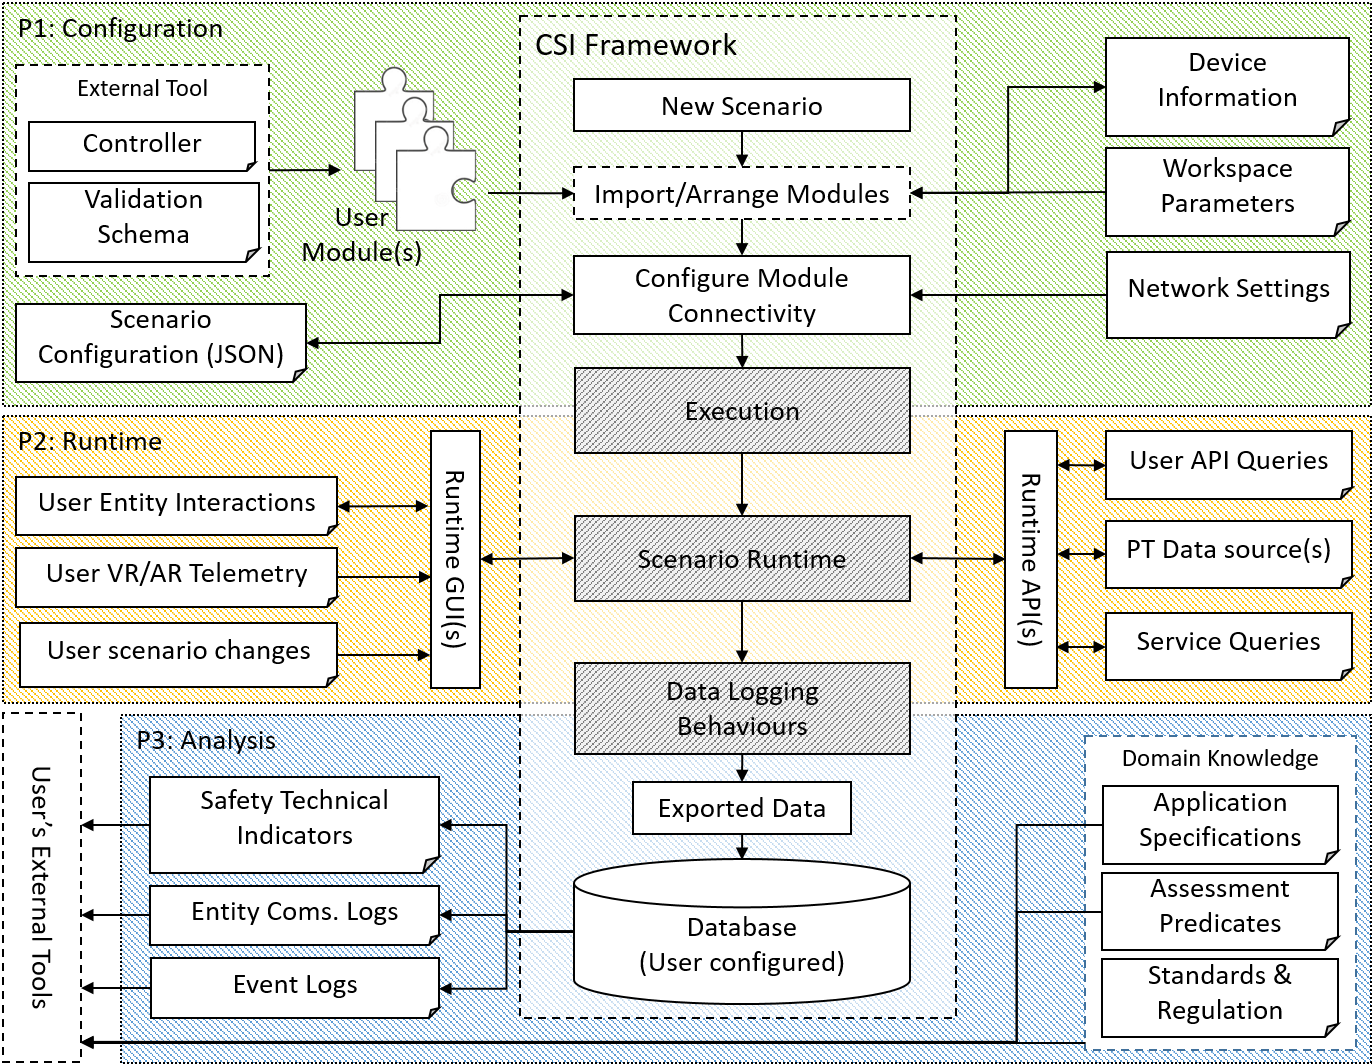 P1: Configuration
CSI Framework
External Tool
Controller
Validation
Schema
User
Module(s)
New Scenario
Import/Arrange Modules
Configure Module
Connectivity
Device
Information
Workspace
Parameters
Network Settings
Scenario
Configuration (JSON)
Execution
P2: Runtime
User Entity Interactions
User VR/AR Telemetry
User scenario changes
Runtime GUI(s)
Scenario Runtime
Runtime API(s)
User API Queries
PT Data source(s)
Service Queries
Data Logging
Behaviours
P3: Analysis
User's External Tools
Safety Technical
Indicators
Entity Coms. Logs
Event Logs
Exported Data
Database
(User configured)
Domain Knowledge
Application
Specifications
Assessment
Predicates
Standards &
Regulation